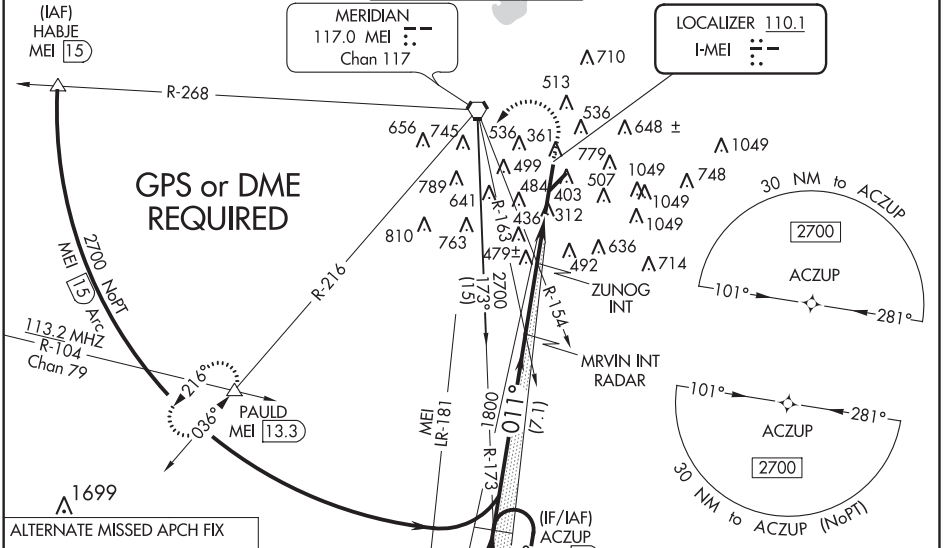 (IAF)
HABJE
MEI 15
MERIDIAN
117.0 MEI
Chan 117
LOCALIZER 110.1
I-MEI
R-268
710
513
536
648 ±
656
745
536
361
779
1049
499
789
641
484
403
507
1049
748
1049
1049
810
763
436
312
479±
492
636
714
GPS or DME
REQUIRED
R-163
R-216
2700 NoPT
MEI 15 Arc
2700
173°
(15)
R-154
ZUNOG
INT
MRVIN INT
RADAR
113.2 MHZ
R-104
Chan 79
216°
036°
PAULD
MEI 13.3
MEI
LR-181
1800
R-173
011°
(7.1)
30 NM to ACZUP
2700
ACZUP
101°
281°
101°
281°
ACZUP
2700
30 NM to ACZUP (NoPT)
1699
ALTERNATE MISSED APCH FIX
(IF/IAF)
ACZUP